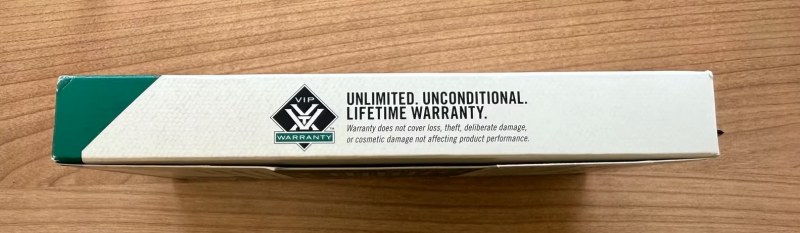 VIP
WARRANTY
UNLIMITED. UNCONDITIONAL.
LIFETIME WARRANTY.
Warranty does not cover loss, theft, deliberate damage,
or cosmetic damage not affecting product performance.